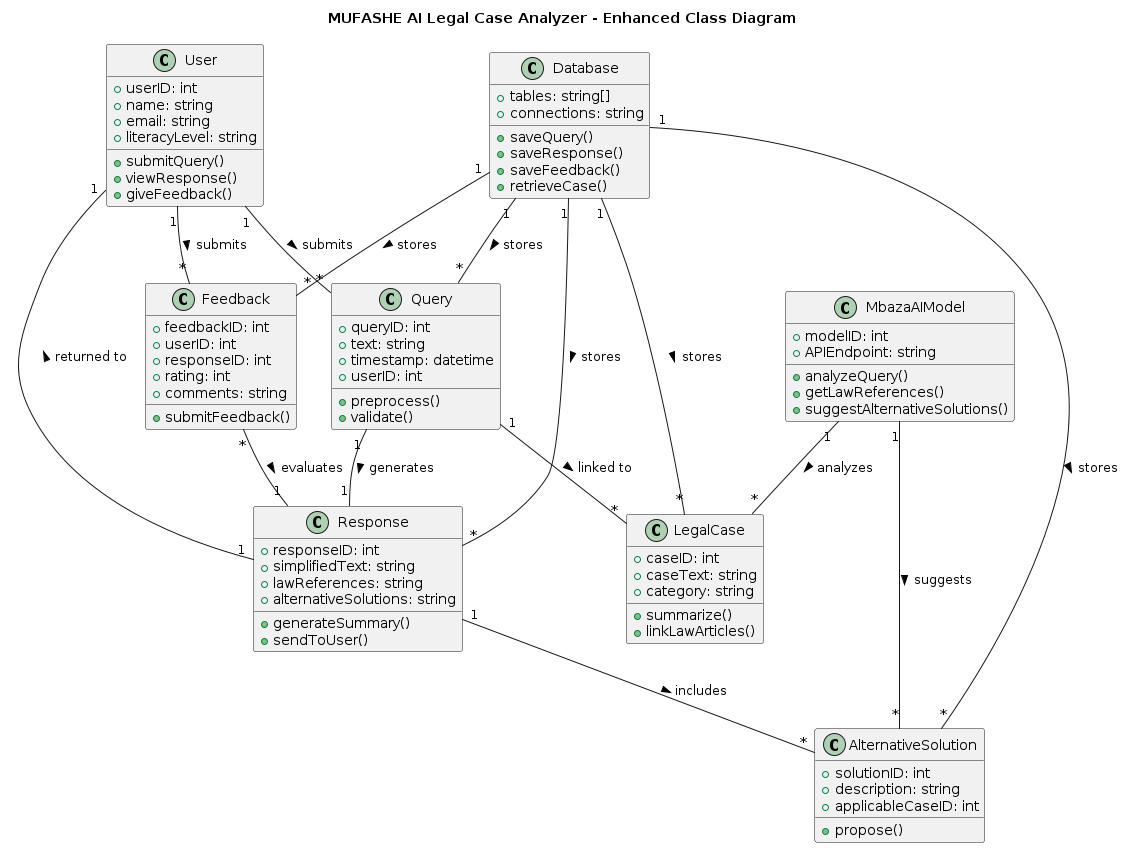 MUFASHE AI Legal Case Analyzer - Enhanced Class Diagram
C User
userID: int
name: string
email: string
literacyLevel: string
submitQuery()
viewResponse()
giveFeedback()
C Database
tables: string[]
connections: string
saveQuery()
saveResponse()
saveFeedback()
retrieveCase()
1
1
1
1
1
1
1
1
submits
submits
stores
stores
*
*
*
*
C Feedback
feedbackID: int
userID: int
responseID: int
rating: int
comments: string
submitFeedback()
C Query
queryID: int
text: string
timestamp: datetime
userID: int
preprocess()
validate()
C MbazaAIModel
modelID: int
APIEndpoint: string
analyzeQuery()
getLawReferences()
suggestAlternativeSolutions()
returned to
stores
stores
*
1
1
1
1
evaluates
generates
linked to
analyzes
stores
1
1
*
*
*
*
1
C Response
responseID: int
simplifiedText: string
lawReferences: string
alternativeSolutions: string
generateSummary()
sendToUser()
C LegalCase
caseID: int
caseText: string
category: string
summarize()
linkLawArticles()
suggests
1
includes
*
*
*
C AlternativeSolution
solutionID: int
description: string
applicableCaseID: int
propose()